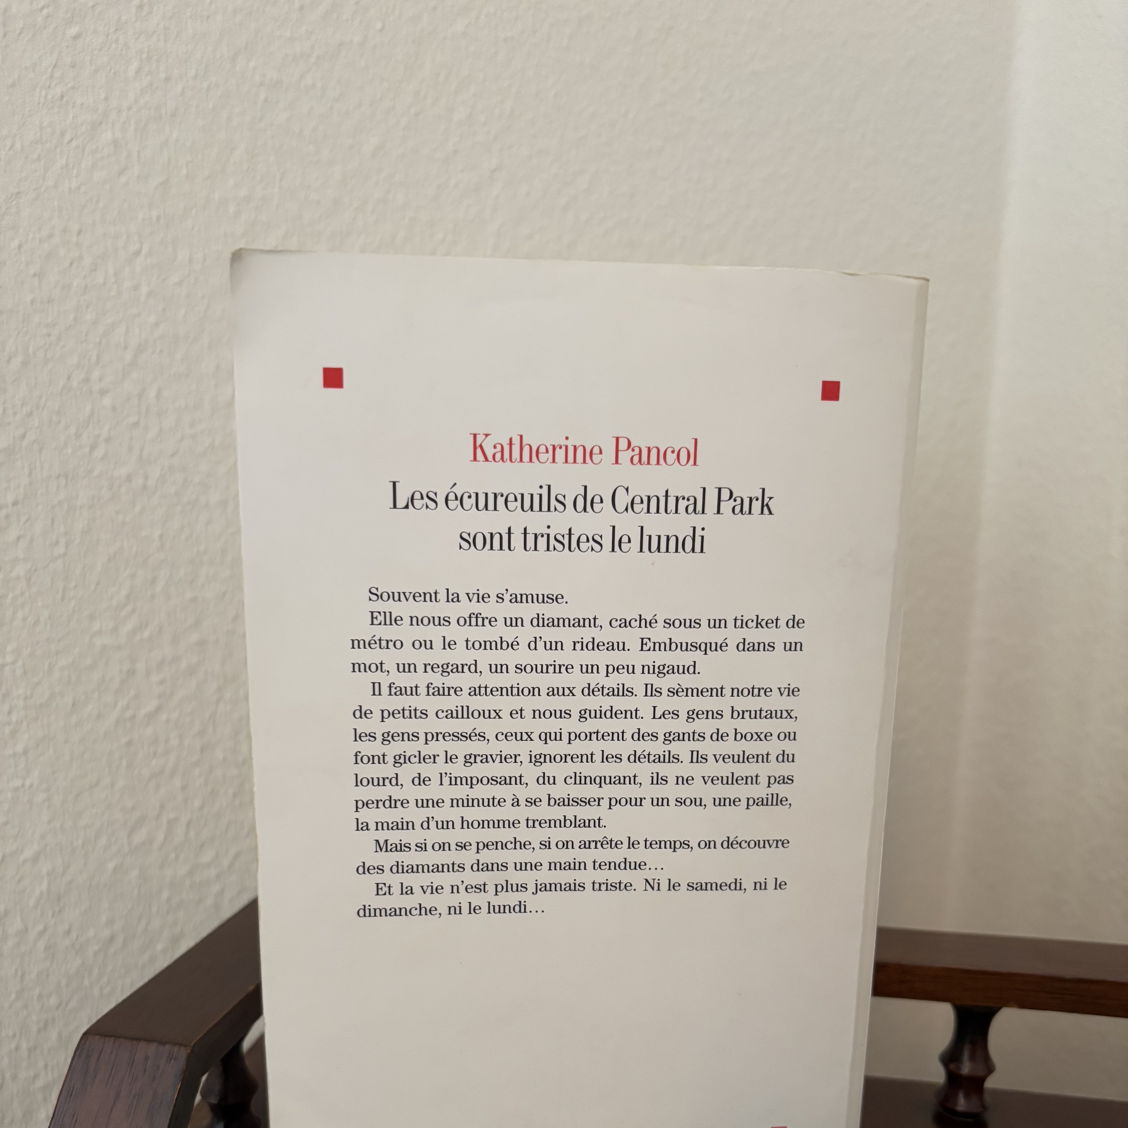 Katherine Pancol
Les écureuils de Central Park
sont tristes le lundi
Souvent la vie s’amuse.
Elle nous offre un diamant, caché sous un ticket de
métro ou le tombé d’un rideau. Embusqué dans un
mot, un regard, un sourire un peu nigaud.
Il faut faire attention aux détails. Ils sèment notre vie
de petits cailloux et nous guident. Les gens brutaux,
les gens pressés, ceux qui portent des gants de boxe ou
font gicler le gravier, ignorent les détails. Ils veulent du
lourd, de l’imposant, du clinquant, ils ne veulent pas
perdre une minute à se baisser pour un sou, une paille,
la main d’un homme tremblant.
Mais si on se penche, si on arrête le temps, on découvre
des diamants dans une main tendue…
Et la vie n’est plus jamais triste. Ni le samedi, ni le
dimanche, ni le lundi…